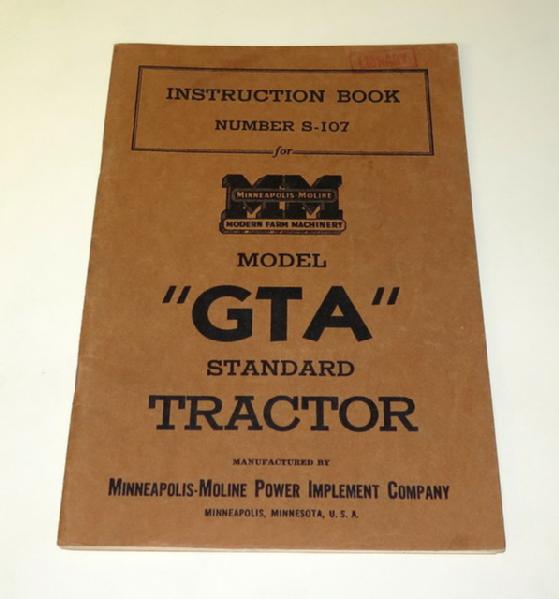 LIBRARY
INSTRUCTION BOOK
NUMBER S-107
for
MM
MINNEAPOLIS-MOLINE
MODERN FARM MACHINERY
MODEL
"GTA"
STANDARD
TRACTOR
MANUFACTURED BY
MINNEAPOLIS-MOLINE POWER IMPLEMENT COMPANY
MINNEAPOLIS, MINNESOTA, U. S. A.